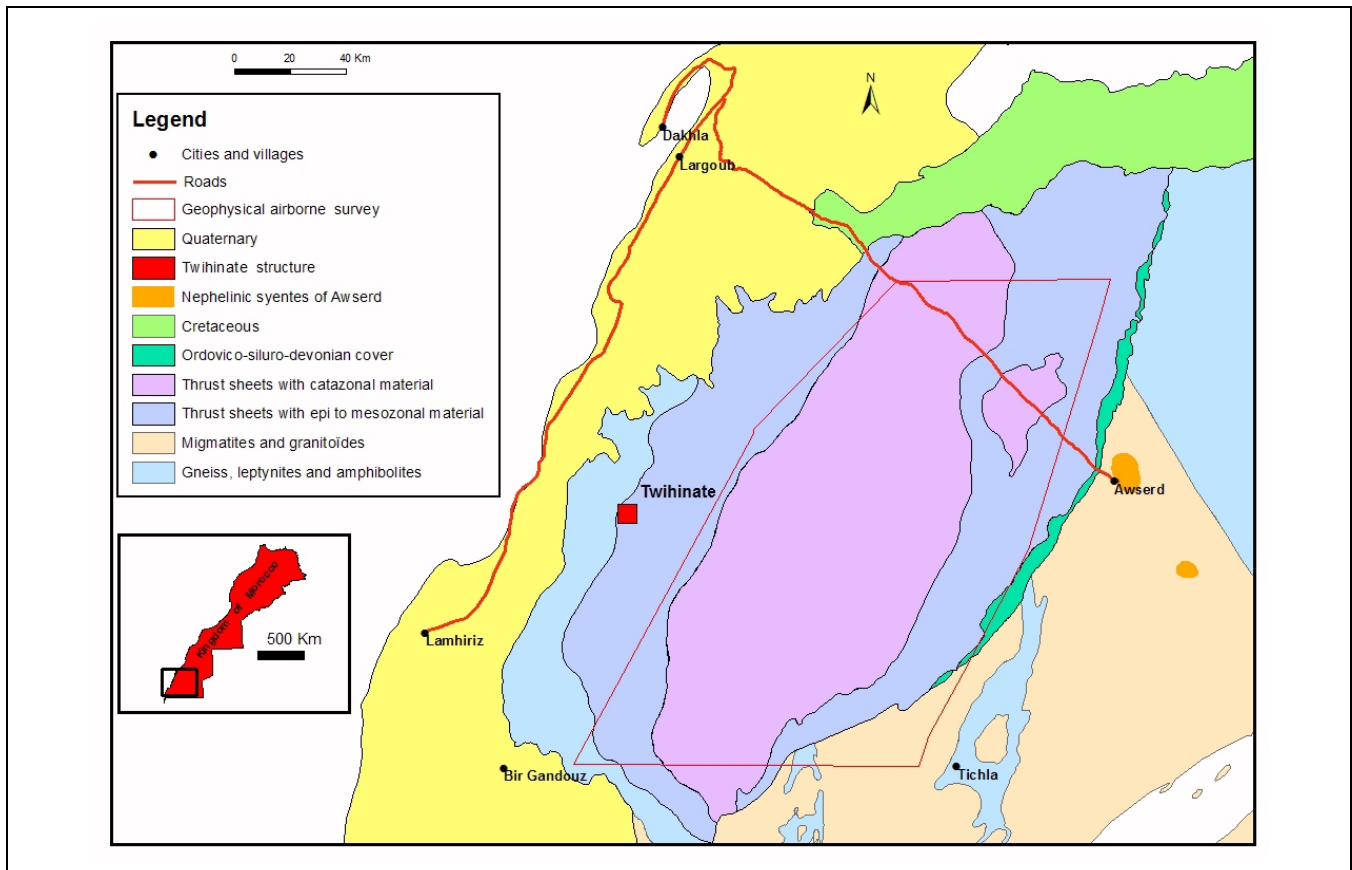 0 20 40 Km
N
Legend
Cities and villages
Roads
Geophysical airborne survey
Quaternary
Twihinate structure
Nephelinic syentes of Awserd
Cretaceous
Ordovico-siluro-devonian cover
Thrust sheets with catazonal material
Thrust sheets with epi to mesozonal material
Migmatites and granitoïdes
Gneiss, leptynites and amphibolites
Dakhla
Largoub
Twihinate
Awserd
Lamhiriz
Bir Gandouz
Tichla
Kingdom of Morocco
500 Km